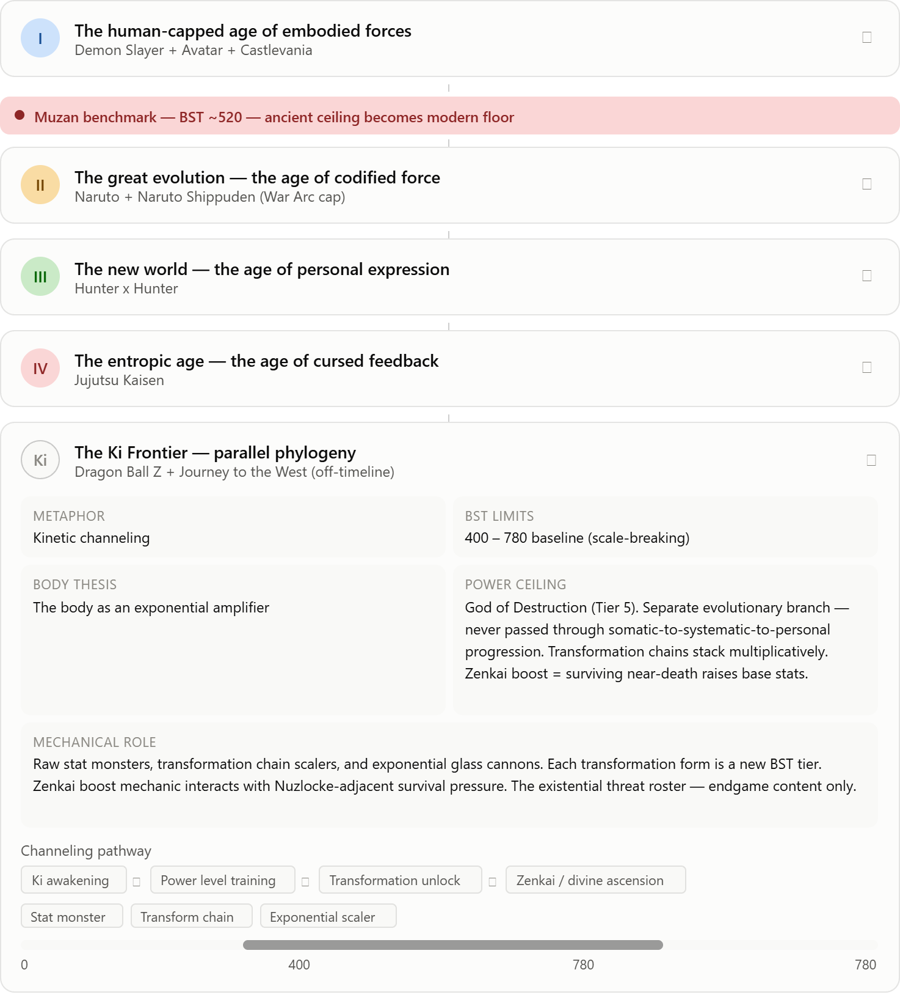 I
The human-capped age of embodied forces
Demon Slayer + Avatar + Castlevania
Muzan benchmark — BST ~520 — ancient ceiling becomes modern floor
II
The great evolution — the age of codified force
Naruto + Naruto Shippuden (War Arc cap)
III
The new world — the age of personal expression
Hunter x Hunter
IV
The entropic age — the age of cursed feedback
Jujutsu Kaisen
Ki
The Ki Frontier — parallel phylogeny
Dragon Ball Z + Journey to the West (off-timeline)
METAPHOR
Kinetic channeling
BST LIMITS
400 – 780 baseline (scale-breaking)
BODY THESIS
The body as an exponential amplifier
POWER CEILING
God of Destruction (Tier 5). Separate evolutionary branch —
never passed through somatic-to-systematic-to-personal
progression. Transformation chains stack multiplicatively.
Zenkai boost = surviving near-death raises base stats.
MECHANICAL ROLE
Raw stat monsters, transformation chain scalers, and exponential glass cannons. Each transformation form is a new BST tier.
Zenkai boost mechanic interacts with Nuzlocke-adjacent survival pressure. The existential threat roster — endgame content only.
Channeling pathway
Ki awakening
Power level training
Transformation unlock
Zenkai / divine ascension
Stat monster
Transform chain
Exponential scaler
0
400
780
780